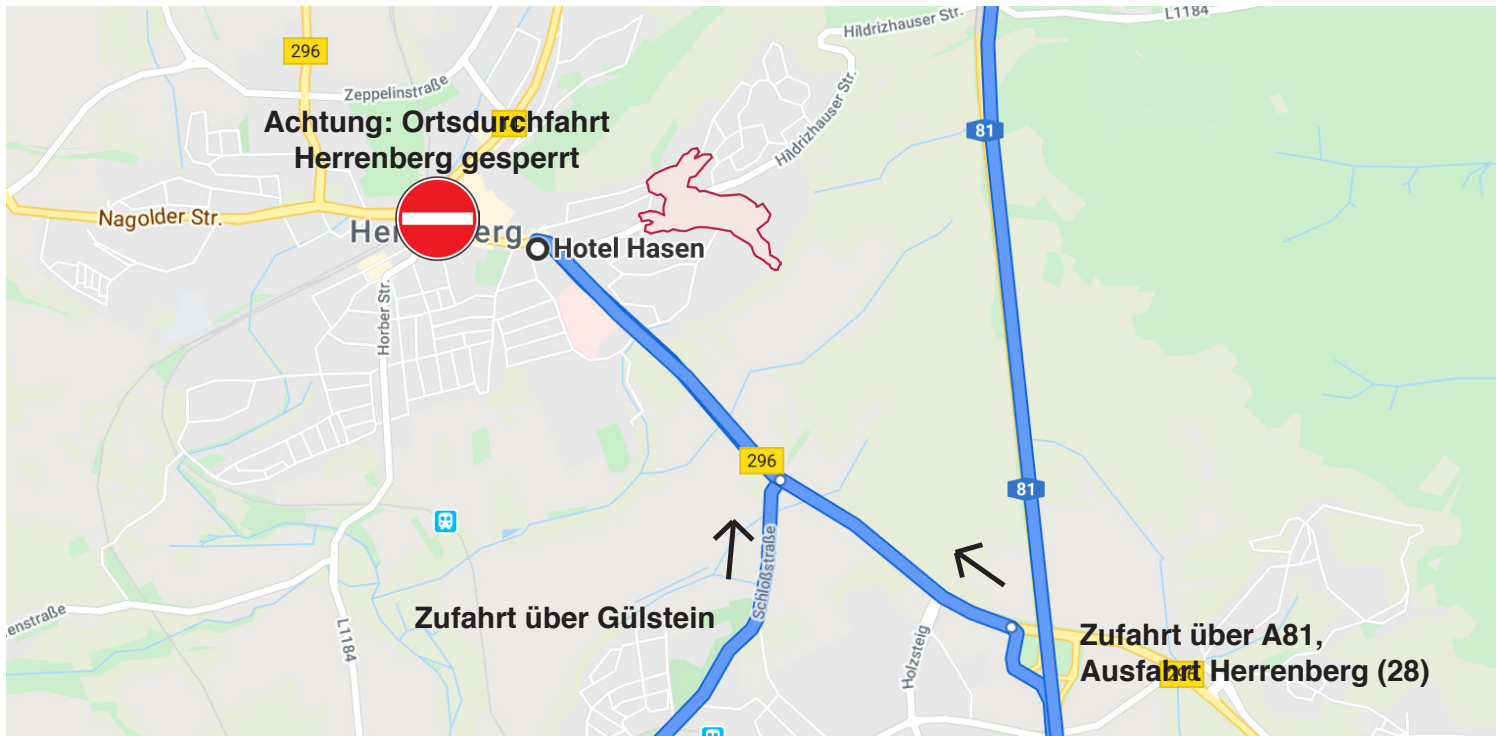 L1184
Hildrizhauser Str.
296
Zeppelinstraße
Achtung: Ortsdurchfahrt
Herrenberg gesperrt
81
Hildrizhauser Str.
Nagolder Str.
Hotel Hasen
Horber Str.
296
81
Schloßstraße
Zufahrt über Gülstein
L1184
Holzsteig
Zufahrt über A81,
Ausfahrt Herrenberg (28)
296